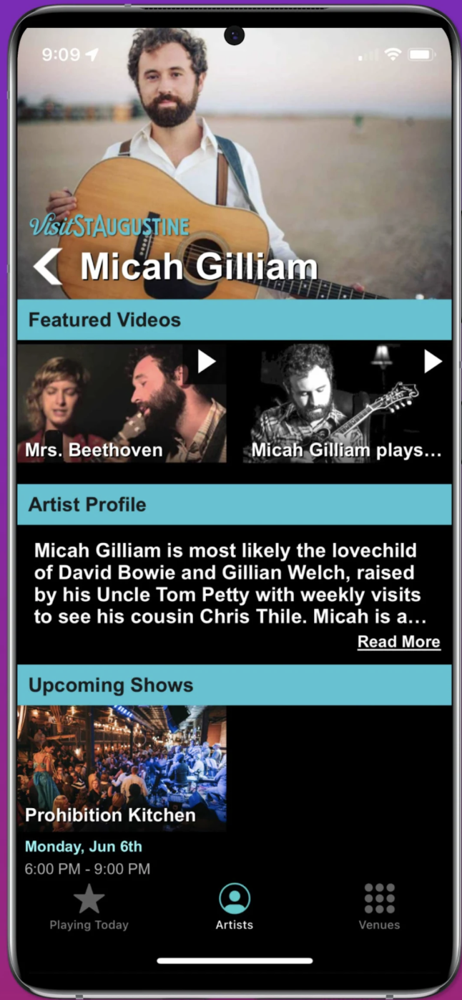 9:09
VisitSTAUGUSTINE
Micah Gilliam
Featured Videos
Mrs. Beethoven
Micah Gilliam plays...
Artist Profile
Micah Gilliam is most likely the lovechild
of David Bowie and Gillian Welch, raised
by his Uncle Tom Petty with weekly visits
to see his cousin Chris Thile. Micah is a...
Read More
Upcoming Shows
Prohibition Kitchen
Monday, Jun 6th
6:00 PM - 9:00 PM
Playing Today
Artists
Venues